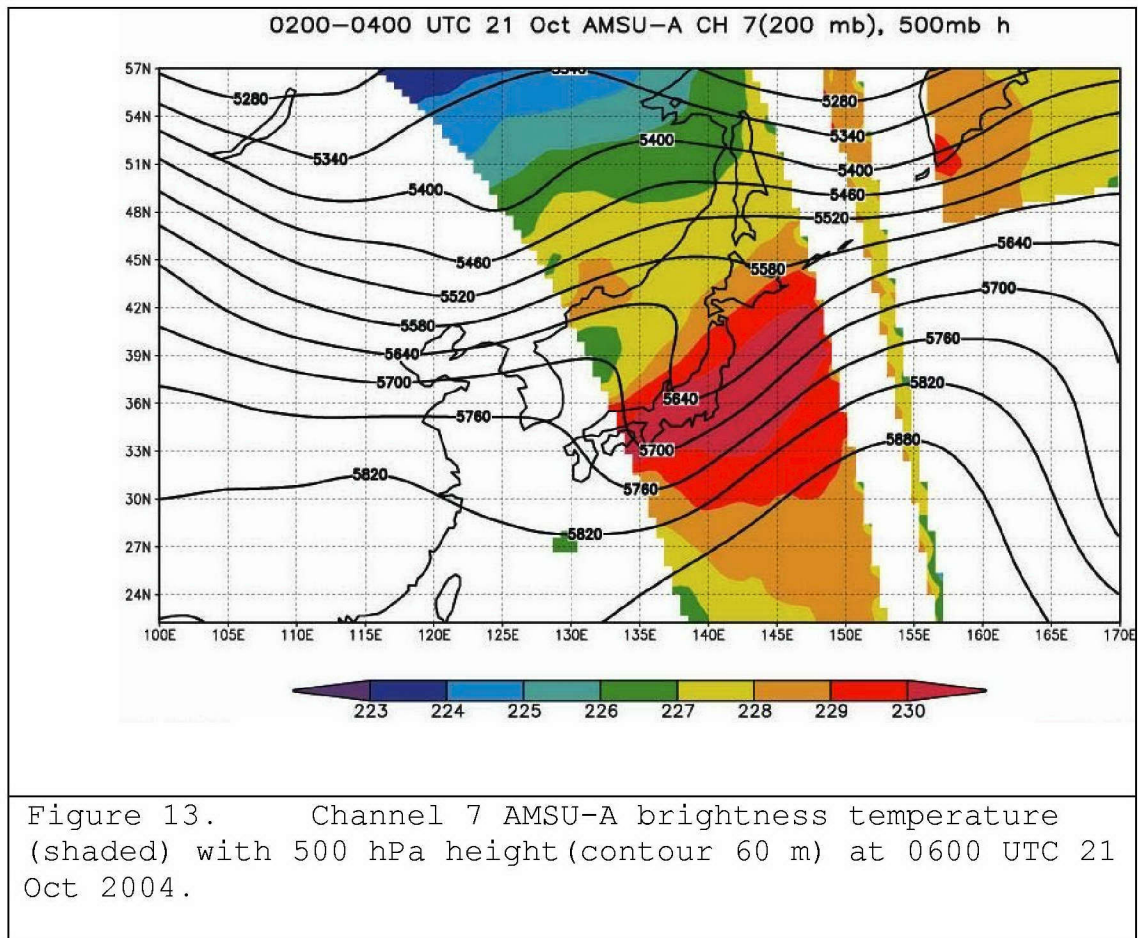 0200-0400 UTC 21 Oct AMSU-A CH 7(200 mb), 500mb h
57N
54N
51N
48N
45N
42N
39N
36N
33N
30N
27N
24N
5280
5340
5280
5340
5340
5400
5400
5400
5460
5460
5520
5520
5580
5580
5640
5640
5640
5700
5700
5700
5760
5760
5760
5820
5820
5820
5880
100E 105E 110E 115E 120E 125E 130E 135E 140E 145E 150E 155E 160E 165E 170E
223 224 225 226 227 228 229 230
Figure 13. Channel 7 AMSU-A brightness temperature
(shaded) with 500 hPa height(contour 60 m) at 0600 UTC 21
Oct 2004.